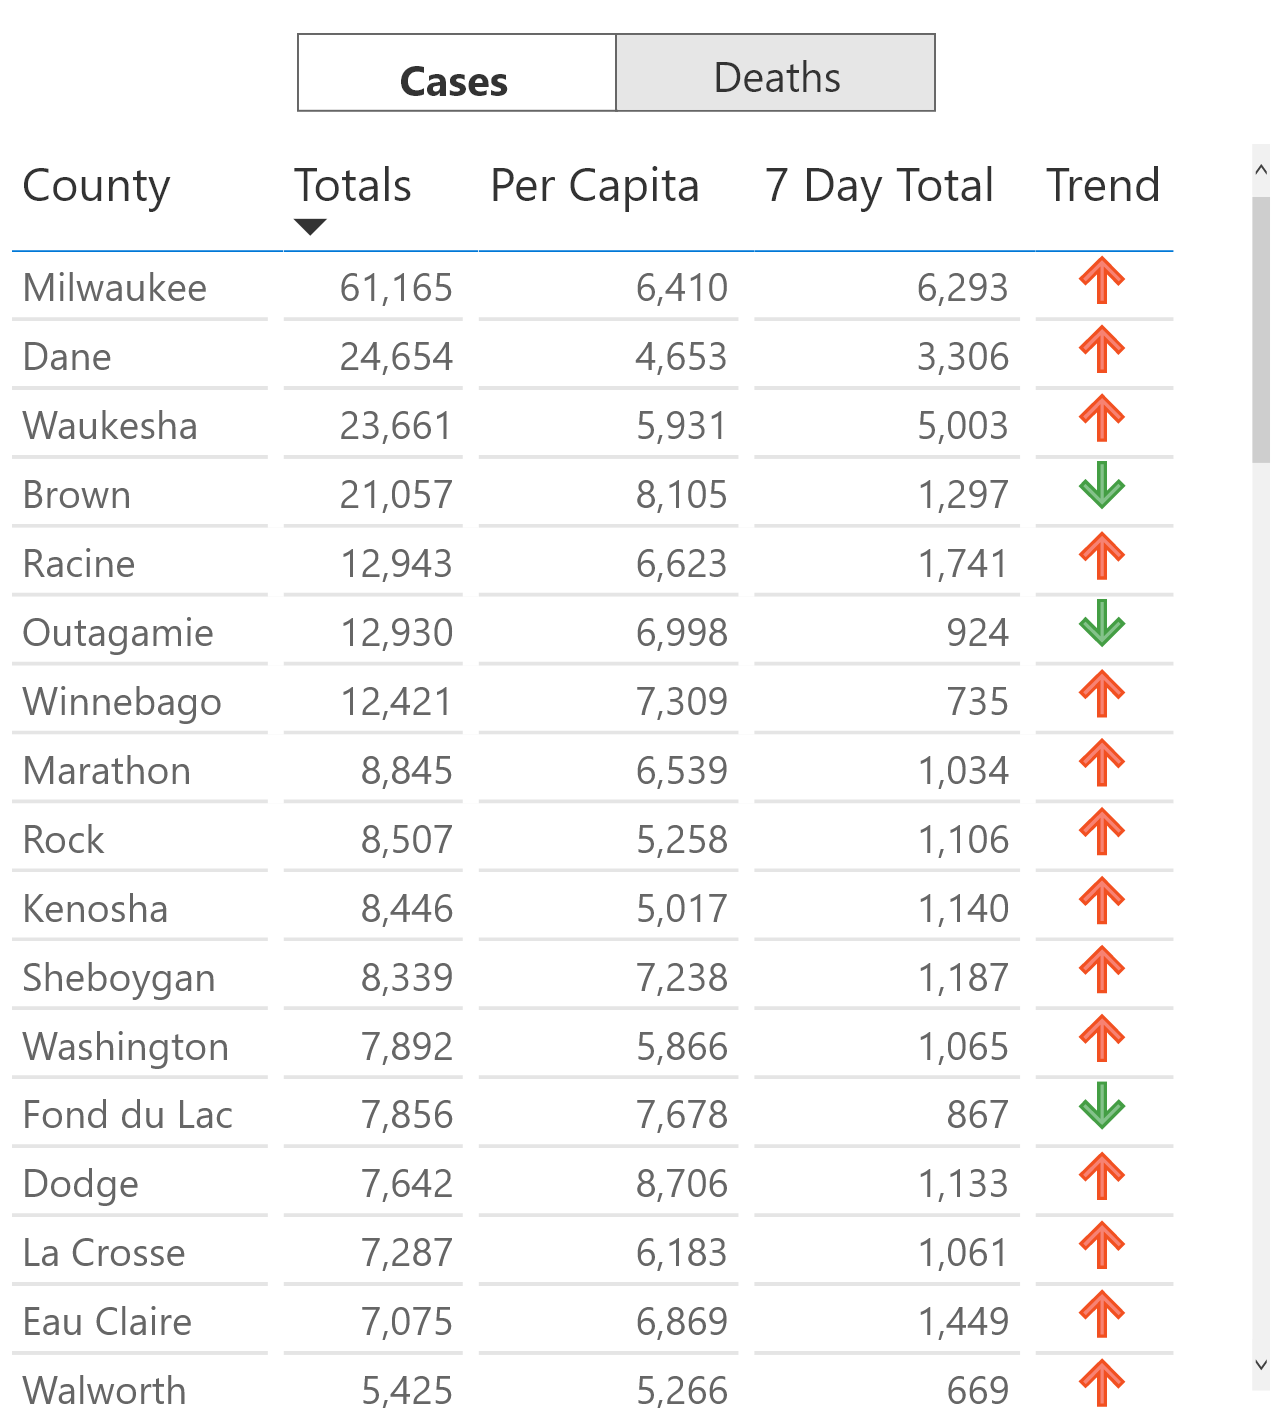 Cases Deaths
County Totals Per Capita 7 Day Total Trend
Milwaukee 61,165 6,410 6,293
Dane 24,654 4,653 3,306
Waukesha 23,661 5,931 5,003
Brown 21,057 8,105 1,297
Racine 12,943 6,623 1,741
Outagamie 12,930 6,998 924
Winnebago 12,421 7,309 735
Marathon 8,845 6,539 1,034
Rock 8,507 5,258 1,106
Kenosha 8,446 5,017 1,140
Sheboygan 8,339 7,238 1,187
Washington 7,892 5,866 1,065
Fond du Lac 7,856 7,678 867
Dodge 7,642 8,706 1,133
La Crosse 7,287 6,183 1,061
Eau Claire 7,075 6,869 1,449
Walworth 5,425 5,266 669